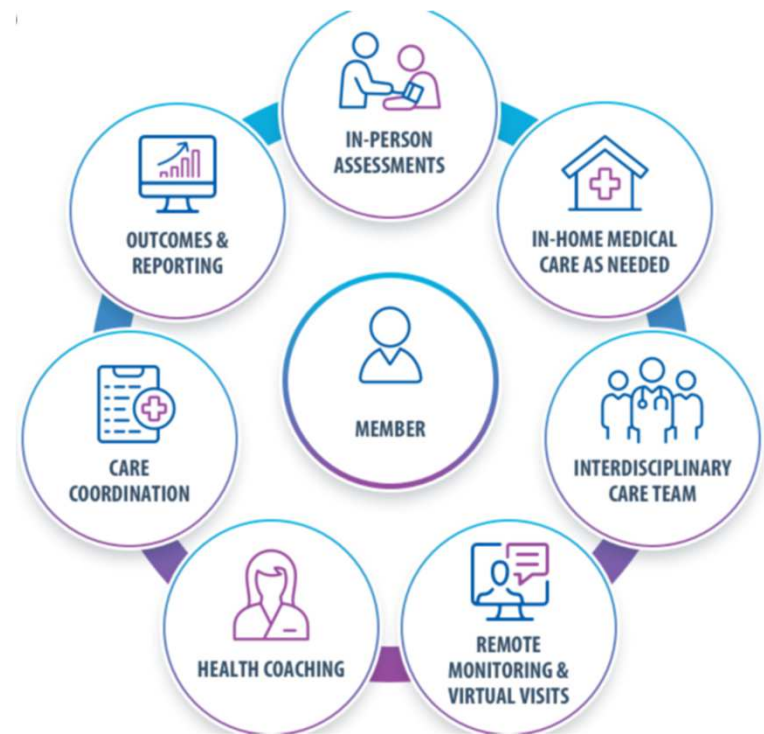 IN-PERSON
ASSESSMENTS
IN-HOME MEDICAL
CARE AS NEEDED
INTERDISCIPLINARY
CARE TEAM
REMOTE
MONITORING &
VIRTUAL VISITS
HEALTH COACHING
CARE
COORDINATION
OUTCOMES &
REPORTING
MEMBER